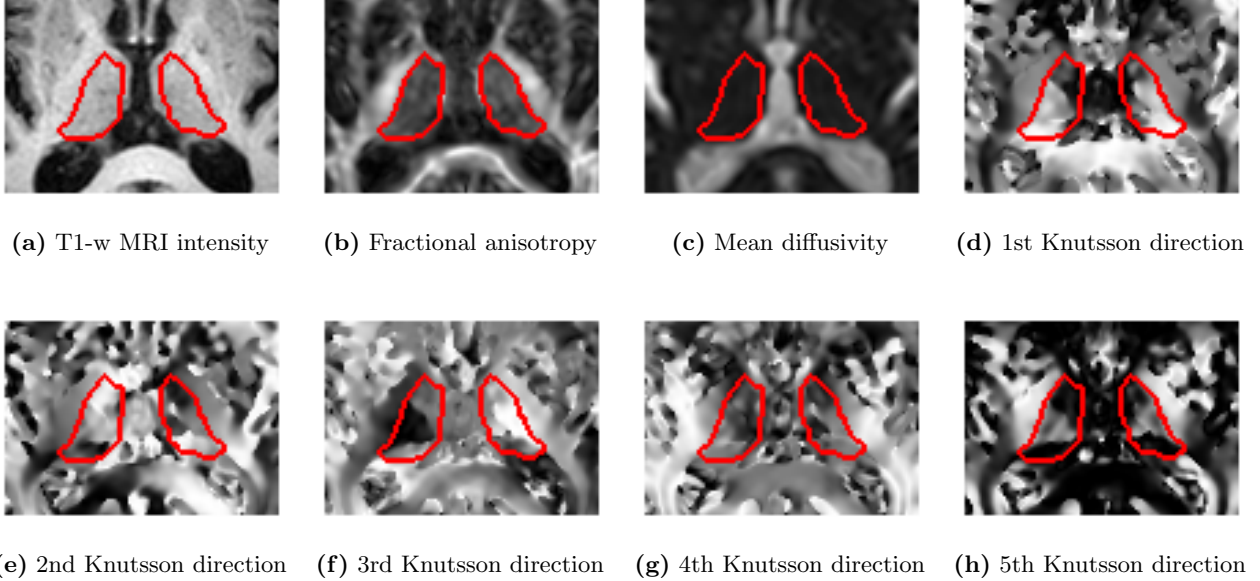 (a) T1-w MRI intensity
(b) Fractional anisotropy
(c) Mean diffusivity
(d) 1st Knutsson direction
(e) 2nd Knutsson direction
(f) 3rd Knutsson direction
(g) 4th Knutsson direction
(h) 5th Knutsson direction